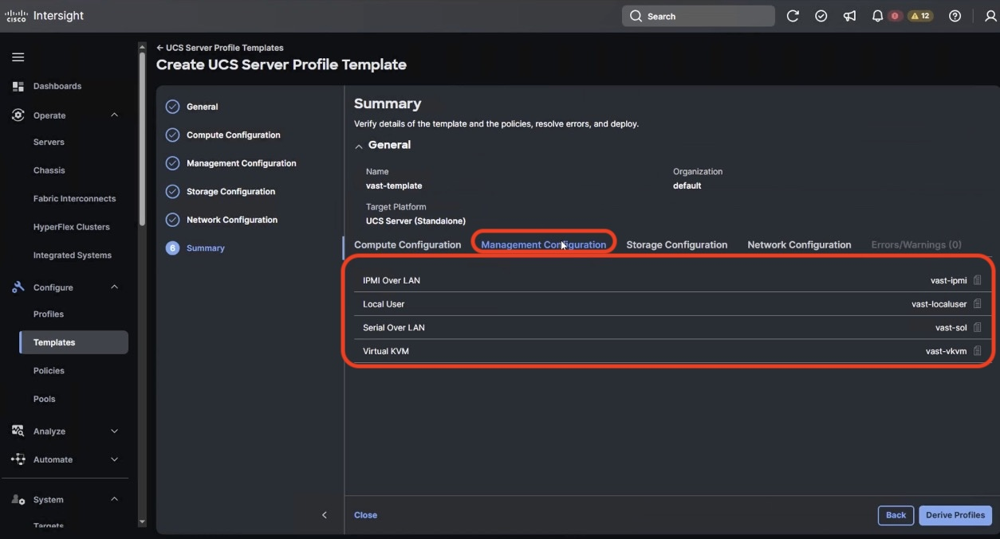 CISCO Intersight
Search
12
← UCS Server Profile Templates
Create UCS Server Profile Template
Dashboards
Operate
Servers
Chassis
Fabric Interconnects
HyperFlex Clusters
Integrated Systems
Configure
Profiles
Templates
Policies
Pools
Analyze
Automate
System
Targets
General
Compute Configuration
Management Configuration
Storage Configuration
Network Configuration
6 Summary
Summary
Verify details of the template and the policies, resolve errors, and deploy.
General
Name Organization
vast-template default
Target Platform
UCS Server (Standalone)
Compute Configuration Management Configuration Storage Configuration Network Configuration Errors/Warnings (0)
IPMI Over LAN vast-ipmi
Local User vast-localuser
Serial Over LAN vast-sol
Virtual KVM vast-vkvm
Close Back Derive Profiles